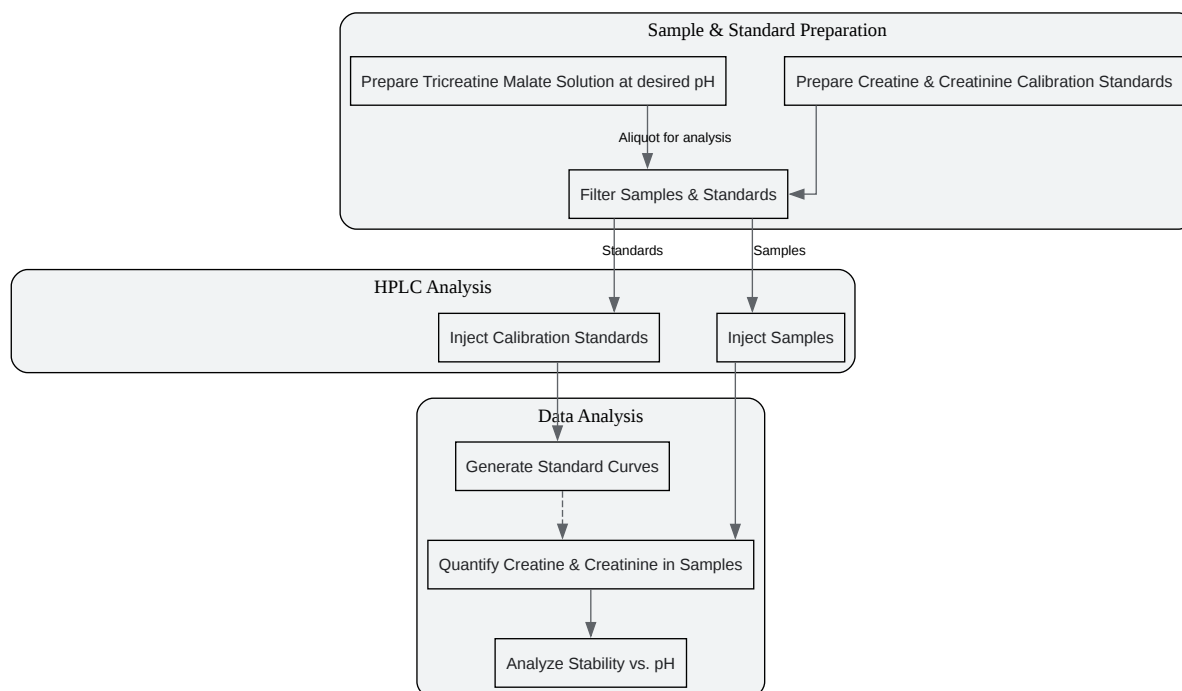 Sample & Standard Preparation
Prepare Tricreatine Malate Solution at desired pH
Prepare Creatine & Creatinine Calibration Standards
Aliquot for analysis
Filter Samples & Standards
Standards
Samples
HPLC Analysis
Inject Calibration Standards
Inject Samples
Data Analysis
Generate Standard Curves
Quantify Creatine & Creatinine in Samples
Analyze Stability vs. pH